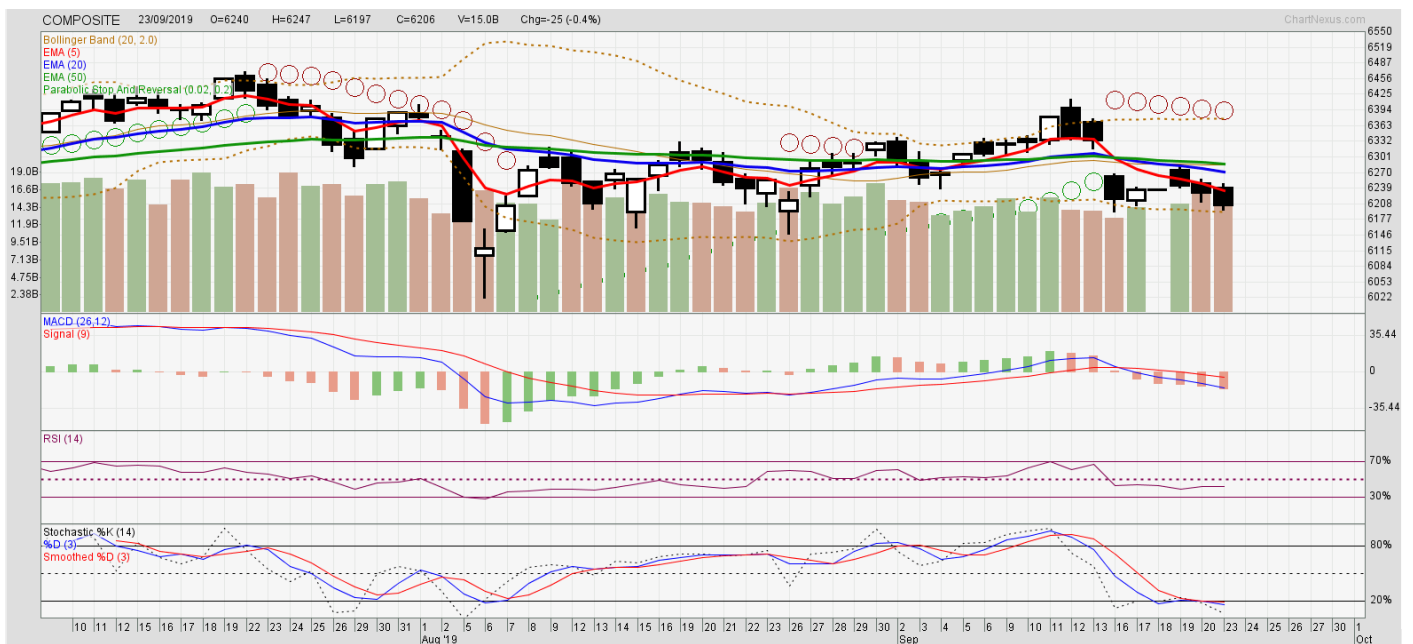 COMPOSITE 23/09/2019 O=6240 H=6247 L=6197 C=6206 V=15.0B Chg=-25 (-0.4%) ChartNexus.com
Bollinger Band (20, 2.0)
EMA (5)
EMA (20)
EMA (50)
Parabolic Stop And Reversal (0.02, 0.2)
19.0B
16.6B
14.3B
11.9B
9.51B
7.13B
4.75B
2.38B
6550
6519
6487
6456
6425
6394
6363
6332
6301
6270
6239
6208
6177
6146
6115
6084
6053
6022
MACD (26,12)
Signal (9)
35.44
0
-35.44
RSI (14)
70%
30%
Stochastic %K (14)
%D (3)
Smoothed %D (3)
80%
20%
10 11 12 15 16 17 18 19 22 23 24 25 26 29 30 31 1 2 5 6 7 8 9 12 13 14 15 16 19 20 21 22 23 26 27 28 29 30 2 3 4 5 6 9 10 11 12 13 16 17 18 19 20 23 24 25 26 27 30 1
Aug '19 Sep Oct